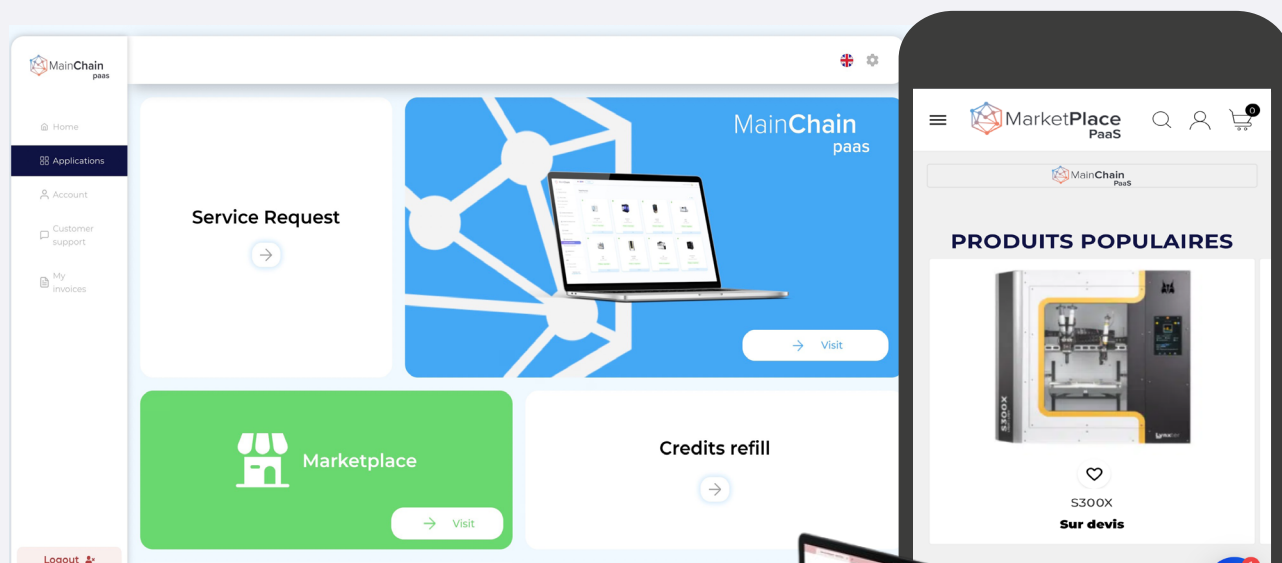 MainChain
paas
Home
Applications
Account
Customer
support
My
invoices
Logout
Service Request
MainChain
paas
Visit
Marketplace
Visit
Credits refill
MarketPlace
PaaS
0
MainChain
PaaS
PRODUITS POPULAIRES
S300X
S300X
Sur devis